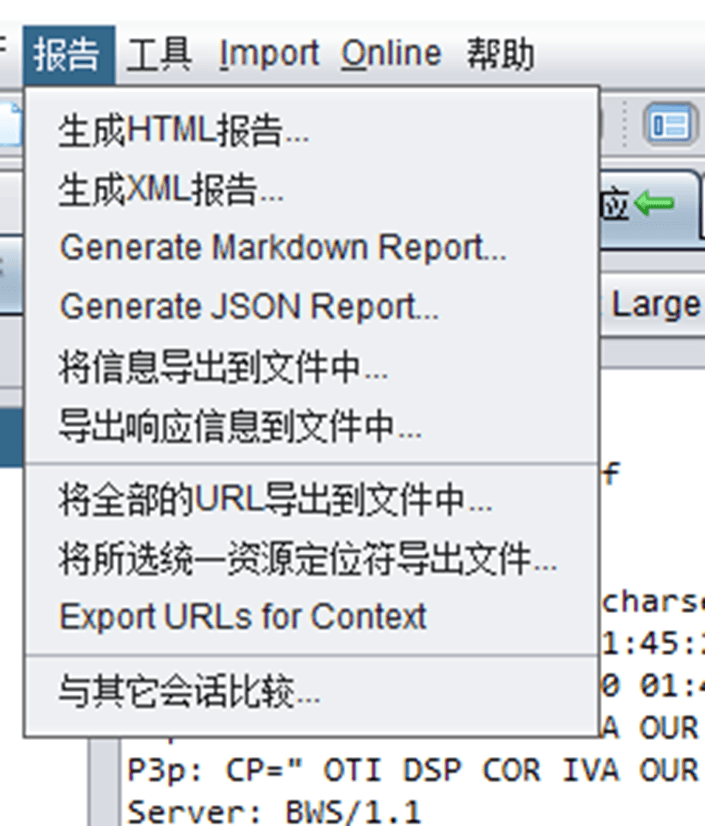 报告 工具 Import Online 帮助
生成HTML报告...
生成XML报告...
应
Generate Markdown Report...
Generate JSON Report...
Large
将信息导出到文件中...
导出响应信息到文件中...
f
将全部的URL导出到文件中...
将所选统一资源定位符导出文件...
charse
Export URLs for Context
1:45:2
与其它会话比较...
0 01:4
A OUR
P3p: CP=" OTI DSP COR IVA OUR
Server: BWS/1.1